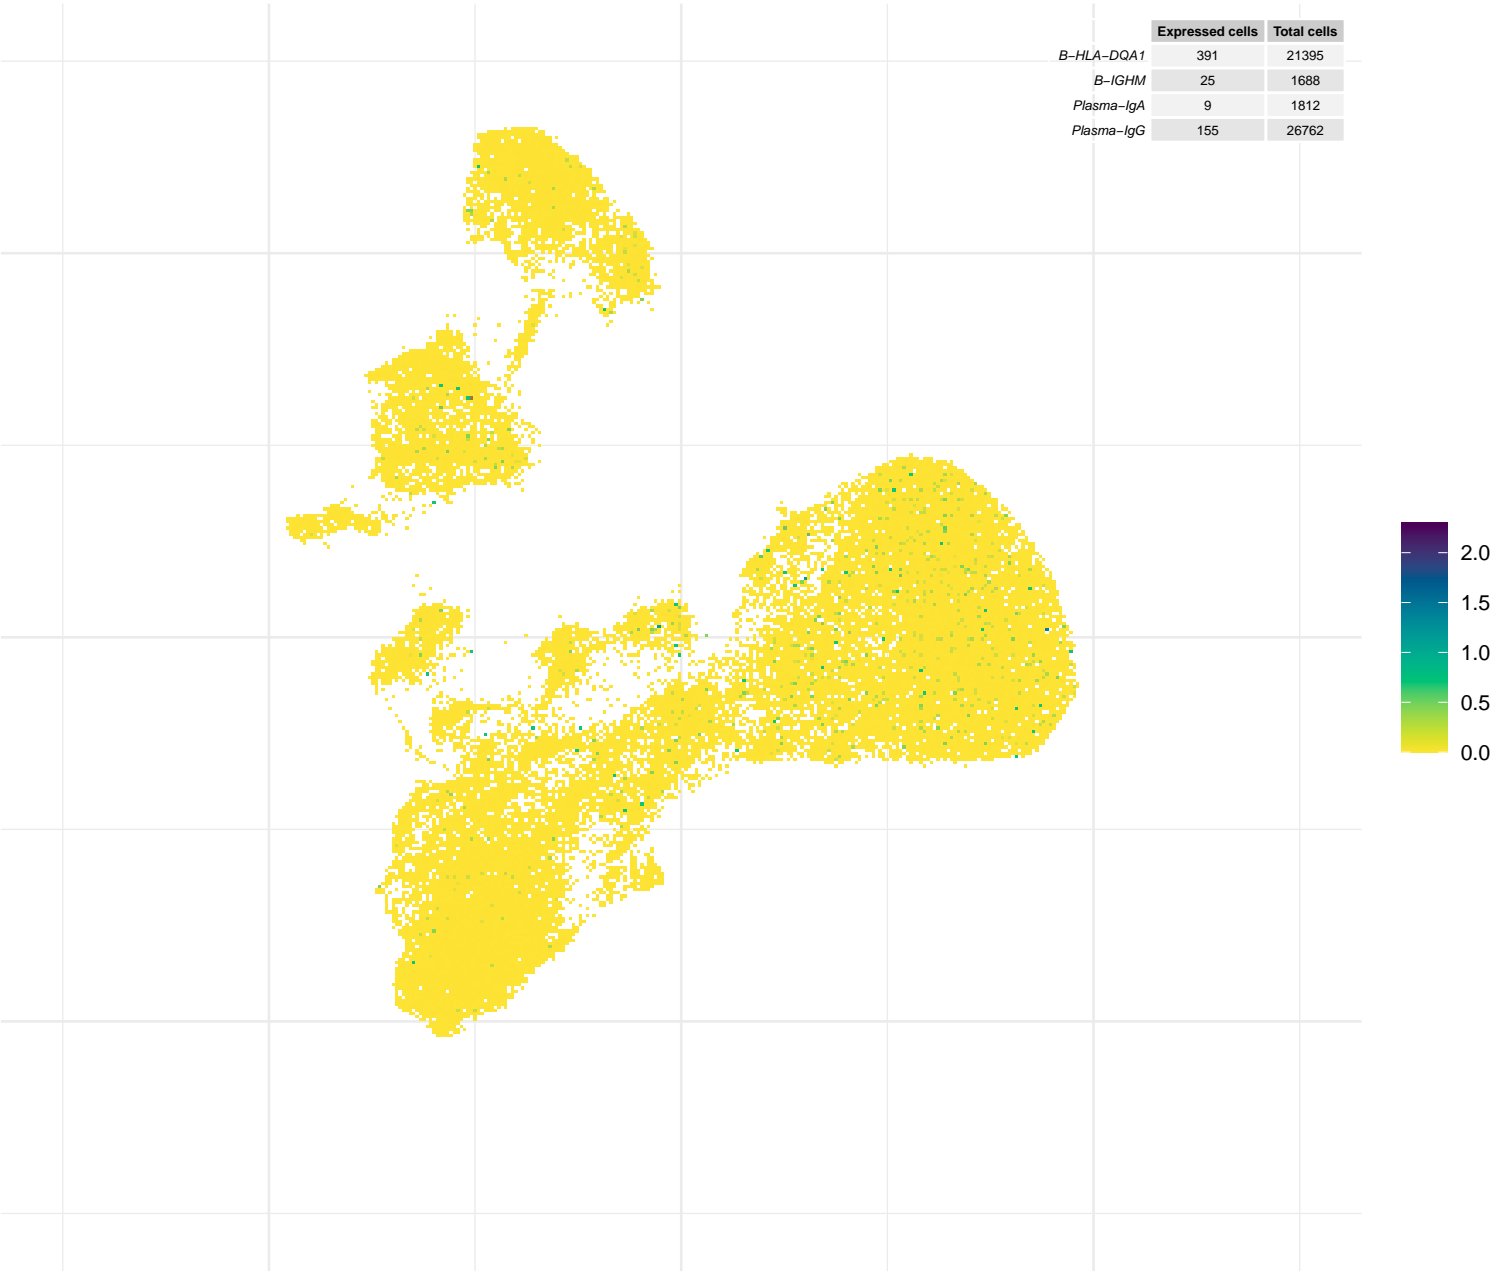 Expressed cells Total cells
B−HLA−DQA1 391 21395
B−IGHM 25 1688
Plasma−IgA 9 1812
Plasma−IgG 155 26762
2.0
1.5
1.0
0.5
0.0